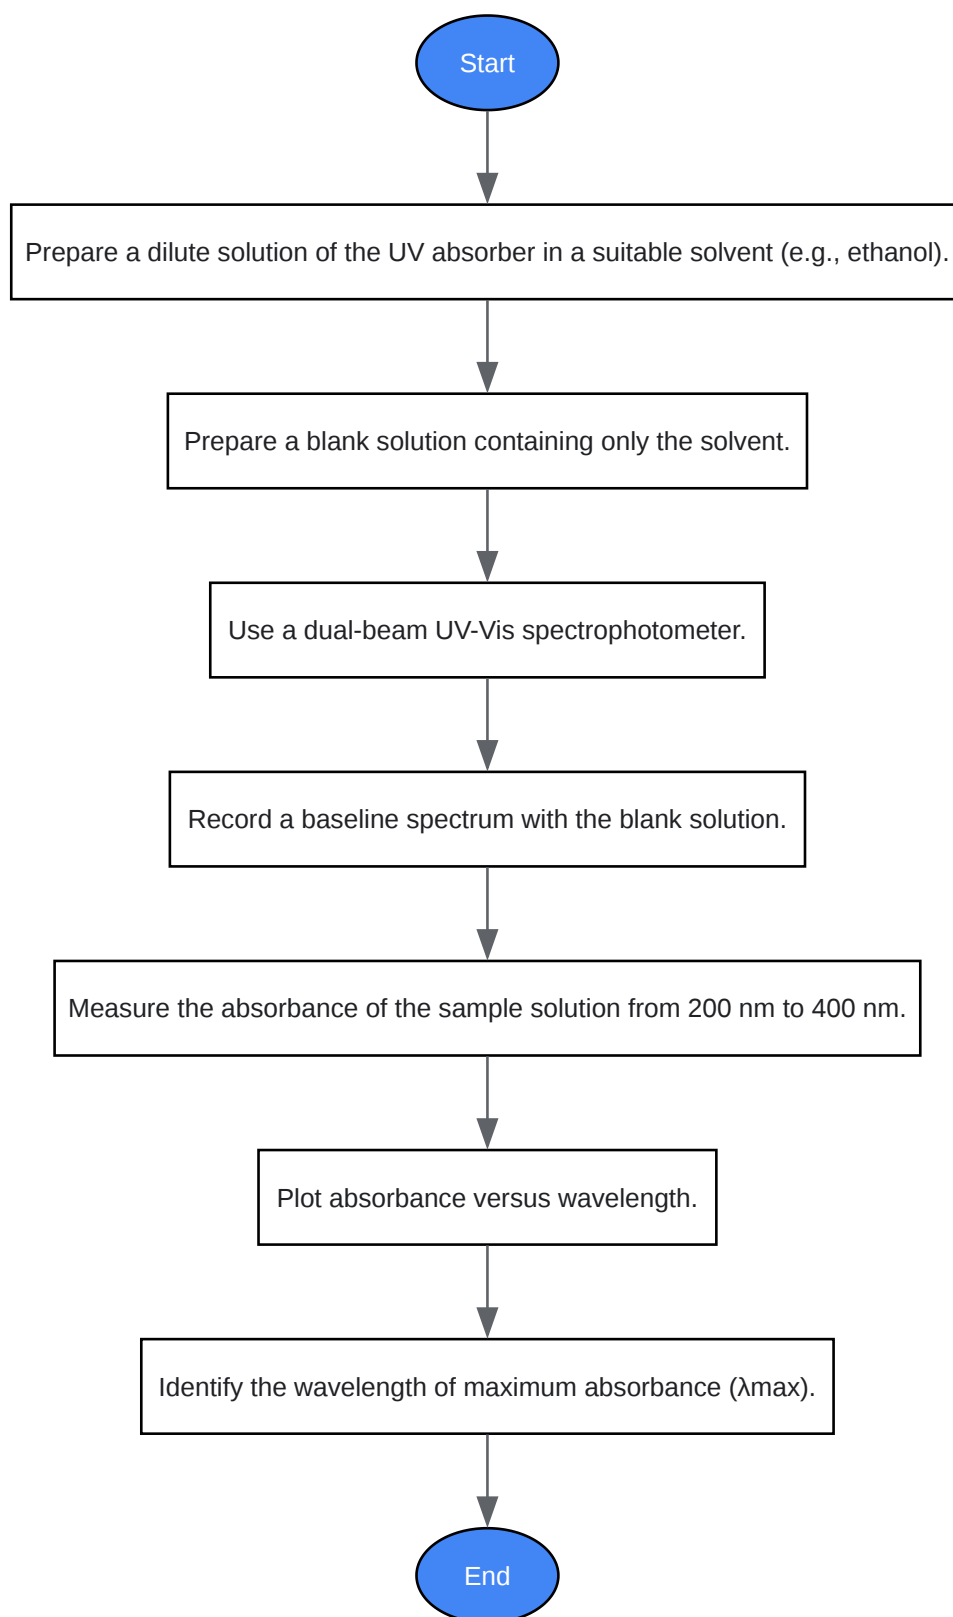 Start
Prepare a dilute solution of the UV absorber in a suitable solvent (e.g., ethanol).
Prepare a blank solution containing only the solvent.
Use a dual-beam UV-Vis spectrophotometer.
Record a baseline spectrum with the blank solution.
Measure the absorbance of the sample solution from 200 nm to 400 nm.
Plot absorbance versus wavelength.
Identify the wavelength of maximum absorbance (λmax).
End